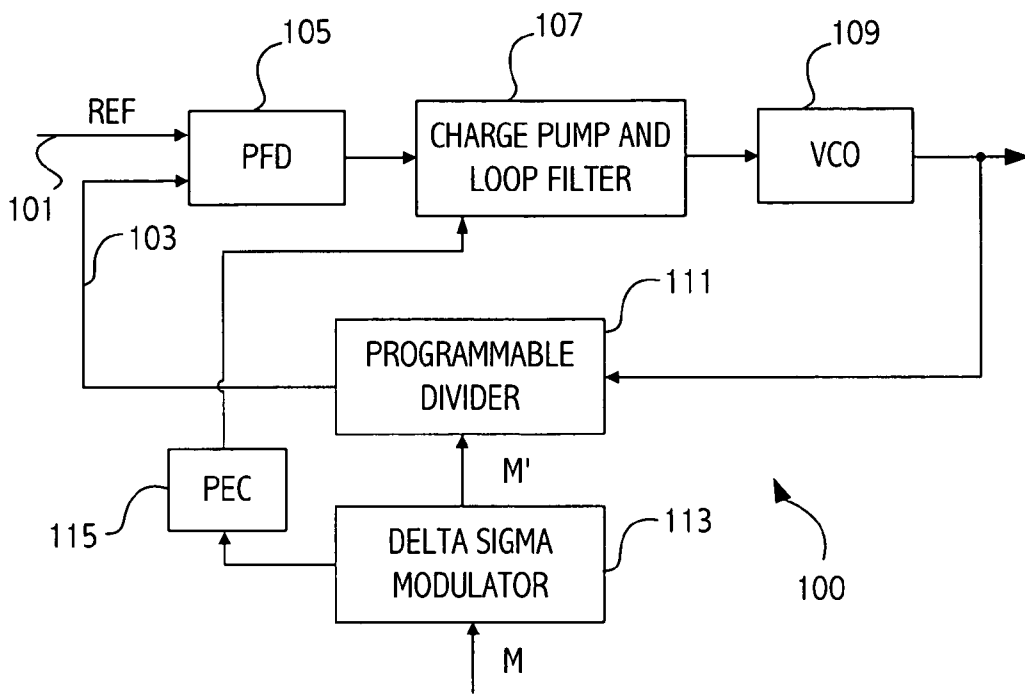 105
107
109
REF
PFD
CHARGE PUMP AND
LOOP FILTER
VCO
101
103
111
PROGRAMMABLE
DIVIDER
M'
PEC
115
DELTA SIGMA
MODULATOR
113
100
M